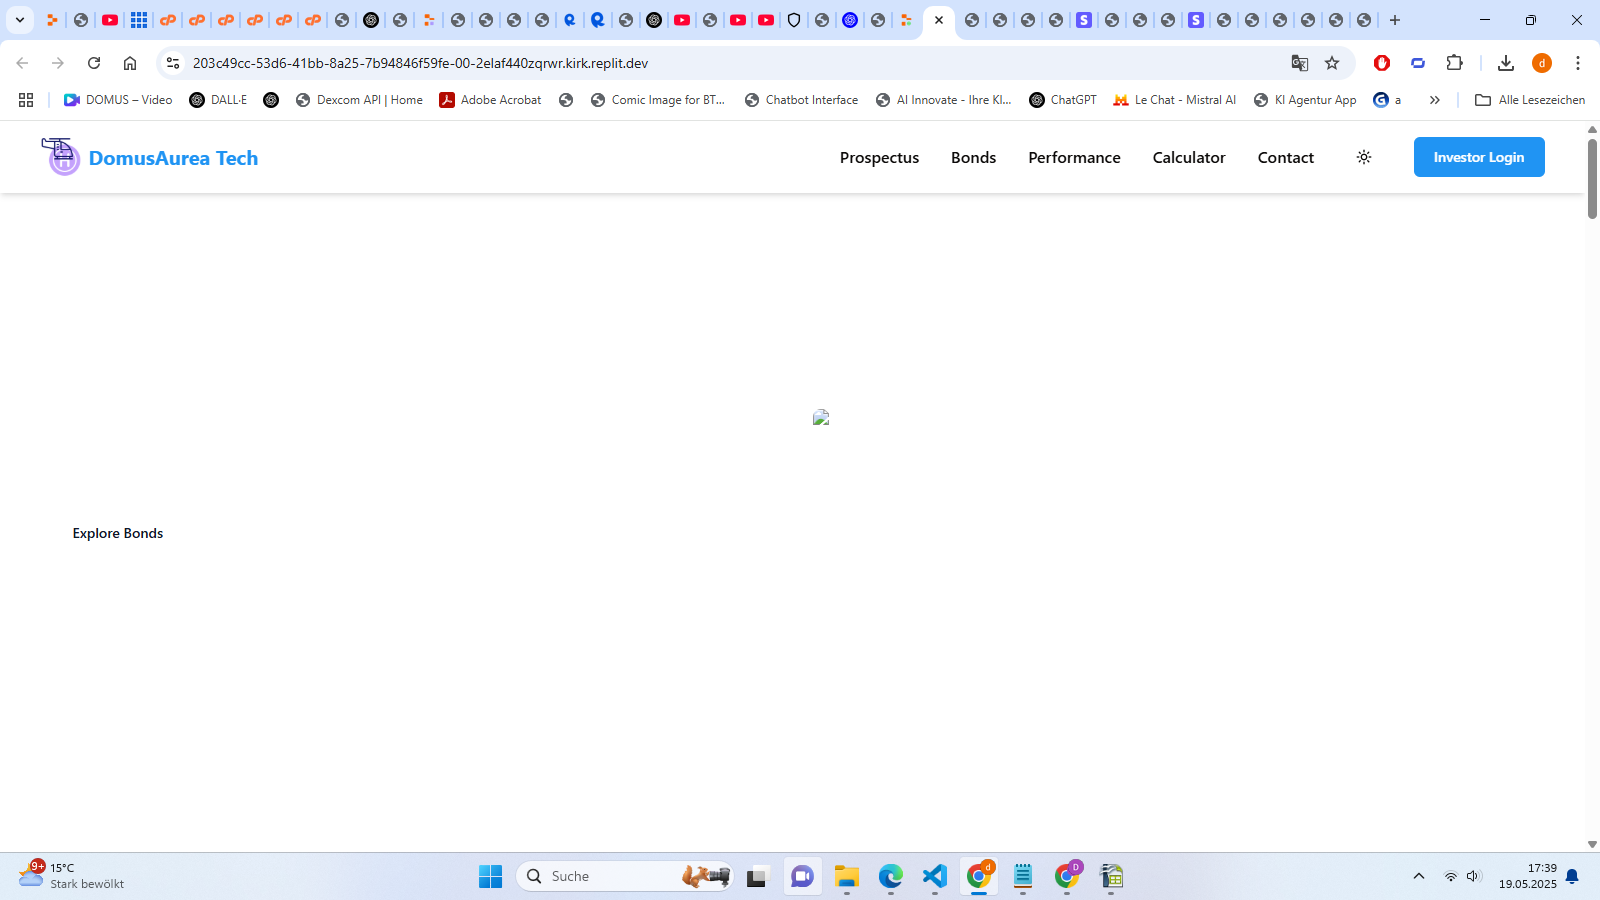 203c49cc-53d6-41bb-8a25-7b94846f59fe-00-2elaf440zqrwr.kirk.replit.dev
d
DOMUS – Video
DALL·E
Dexcom API | Home
Adobe Acrobat
Comic Image for BT...
Chatbot Interface
AI Innovate - Ihre KI...
ChatGPT
Le Chat - Mistral AI
KI Agentur App
a
»
Alle Lesezeichen
H
DomusAurea Tech
Prospectus
Bonds
Performance
Calculator
Contact
Investor Login
Explore Bonds
9+
15°C
Stark bewölkt
Suche
d
D
17:39
19.05.2025